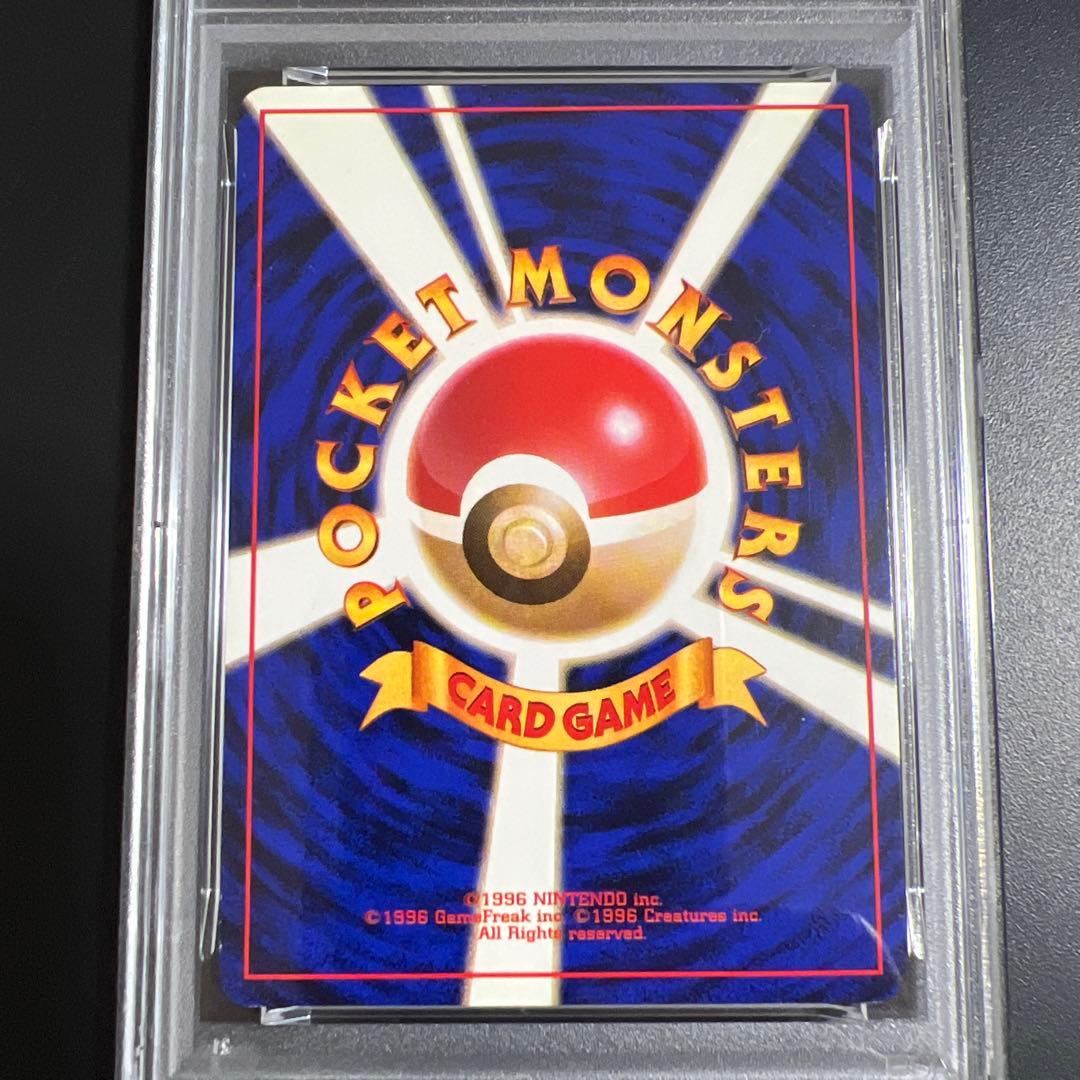 POCKET MONSTERS
CARD GAME
©1996 NINTENDO inc.
©1996 GameFreak inc. ©1996 Creatures inc.
All Rights reserved.